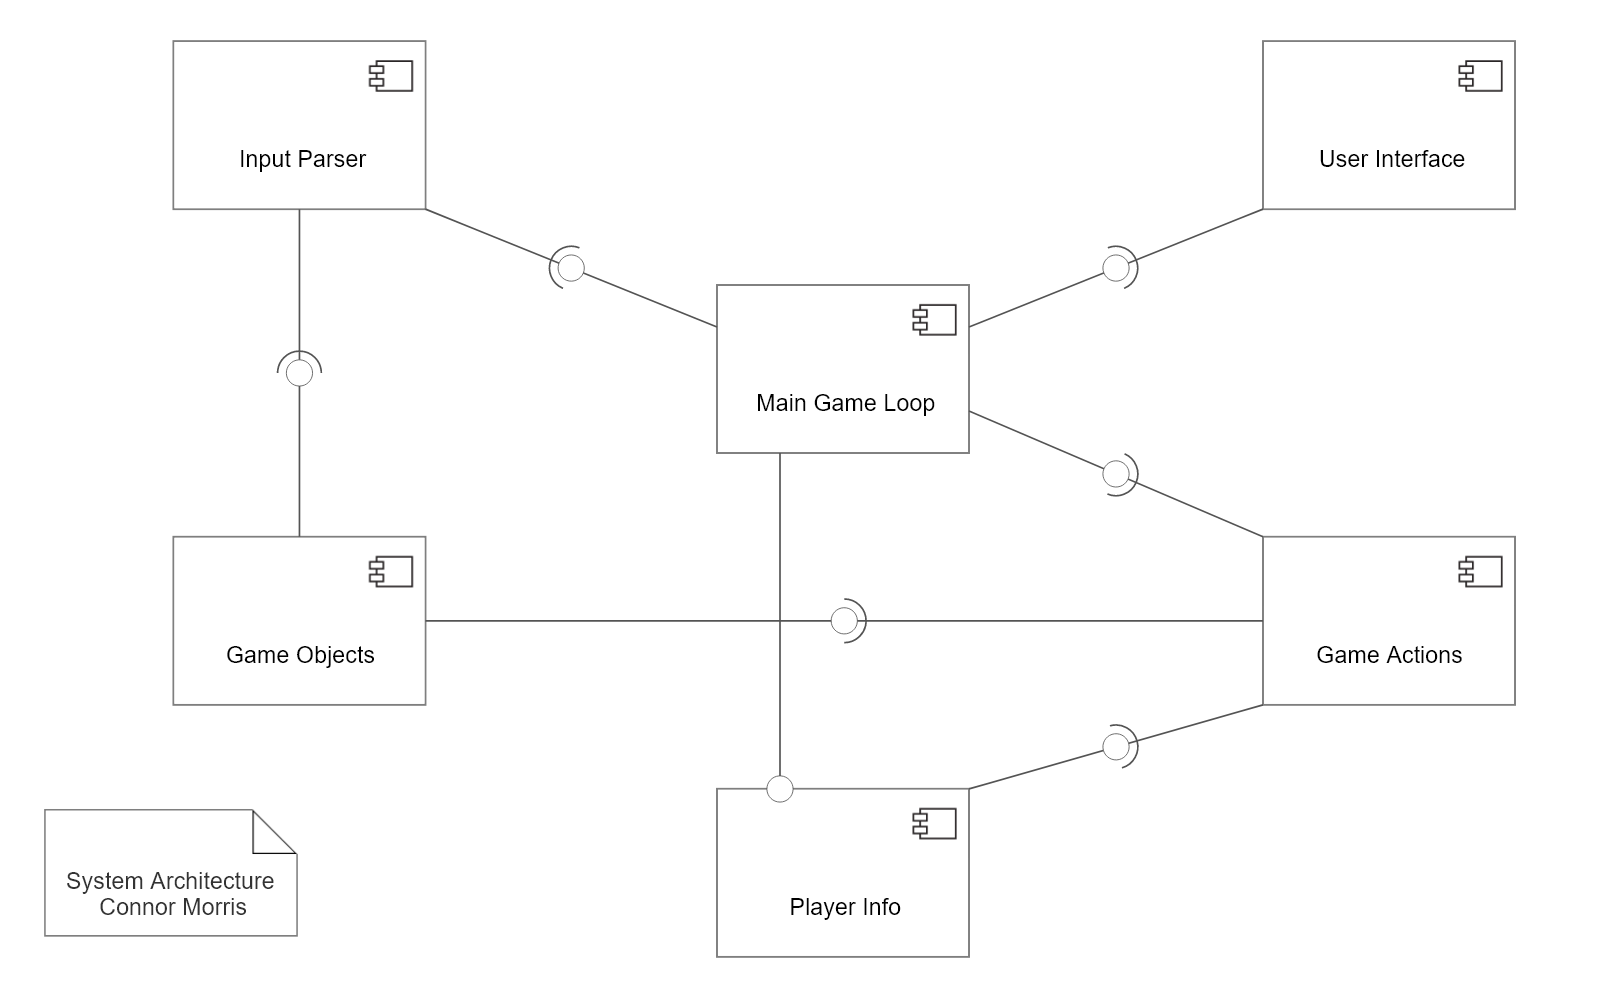 Input Parser
User Interface
Main Game Loop
Game Objects
Game Actions
System Architecture
Connor Morris
Player Info